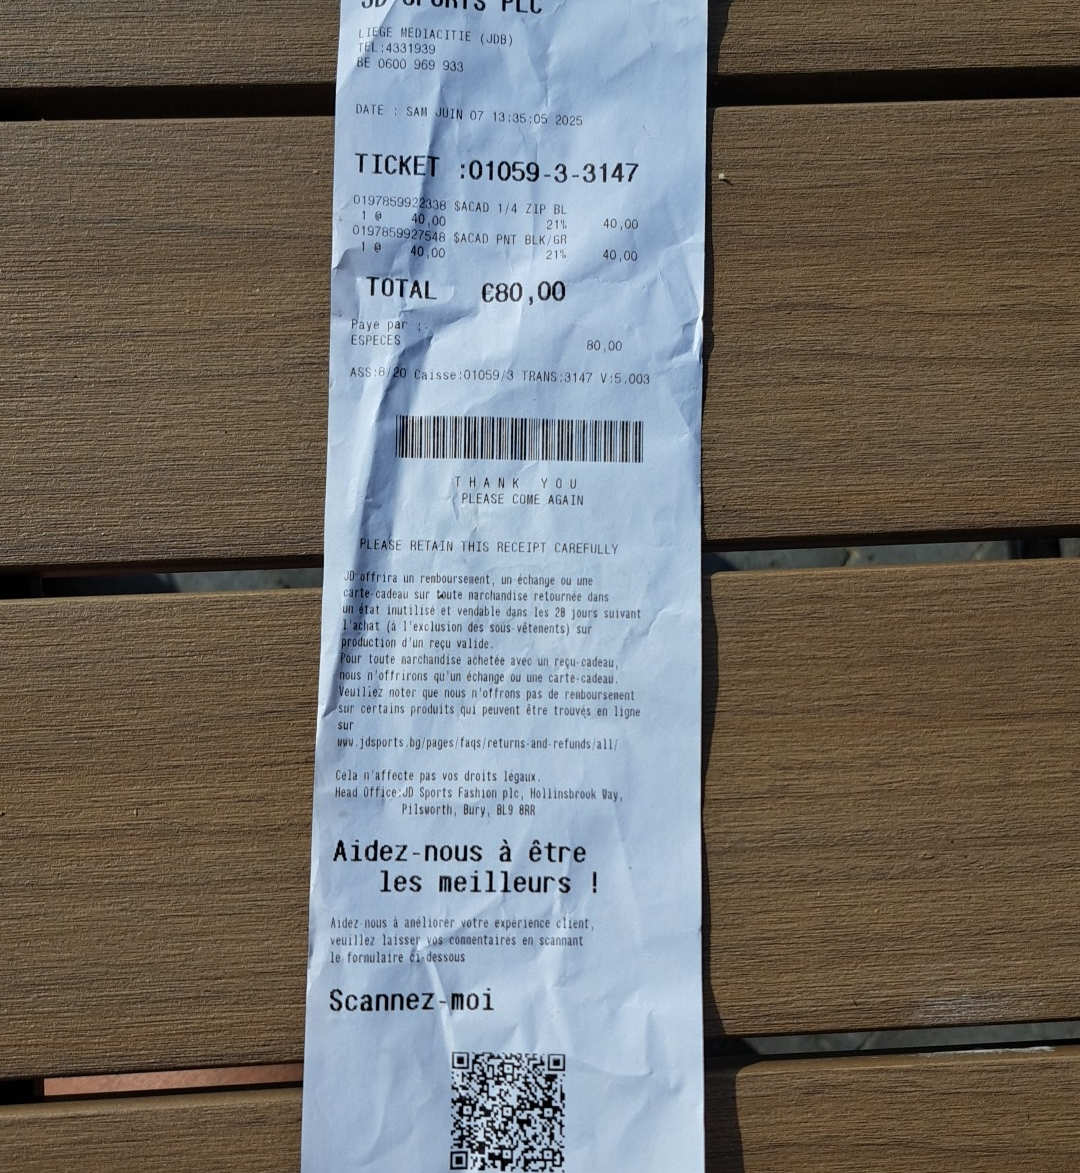 JD SPORTS PLC
LIEGE MEDIACITIE (JDB)
TEL:4331939
BE 0600 969 933
DATE : SAM JUIN 07 13:35:05 2025
TICKET :01059-3-3147
0197859922338 $ACAD 1/4 ZIP BL
1 @ 40,00 21% 40,00
0197859927548 $ACAD PNT BLK/GR
1 @ 40,00 21% 40,00
TOTAL €80,00
Paye par :-
ESPECES 80,00
ASS:8/20 Caisse:01059/3 TRANS:3147 V:5.003
THANK YOU
PLEASE COME AGAIN
PLEASE RETAIN THIS RECEIPT CAREFULLY
JD offrira un remboursement, un échange ou une
carte-cadeau sur toute marchandise retournée dans
un état inutilisé et vendable dans les 28 jours suivant
l'achat (à l'exclusion des sous-vêtements) sur
production d'un reçu valide.
Pour toute marchandise achetée avec un reçu-cadeau,
nous n'offrirons qu'un échange ou une carte-cadeau.
Veuillez noter que nous n'offrons pas de remboursement
sur certains produits qui peuvent être trouvés en ligne
sur
www.jdsports.bg/pages/faqs/returns-and-refunds/all/
Cela n'affecte pas vos droits légaux.
Head Office:JD Sports Fashion plc, Hollinsbrook Way,
Pilsworth, Bury, BL9 8RR
Aidez-nous à être
les meilleurs !
Aidez-nous à améliorer votre expérience client,
veuillez laisser vos commentaires en scannant
le formulaire ci-dessous
Scannez-moi